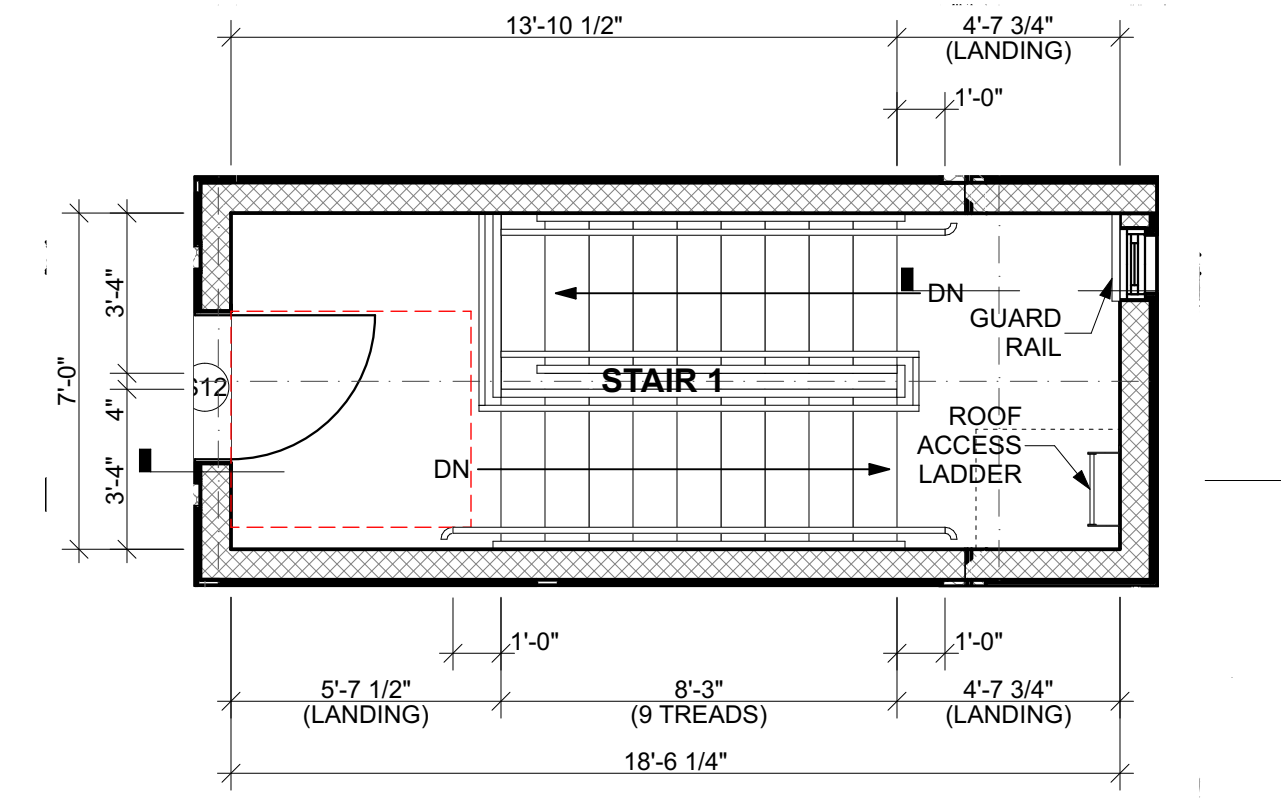 13'-10 1/2"
4'-7 3/4"
(LANDING)
1'-0"
3'-4"
7'-0"
4"
3'-4"
DN
GUARD
RAIL
STAIR 1
S12
ROOF
ACCESS
LADDER
DN
1'-0"
1'-0"
5'-7 1/2"
(LANDING)
8'-3"
(9 TREADS)
4'-7 3/4"
(LANDING)
18'-6 1/4"